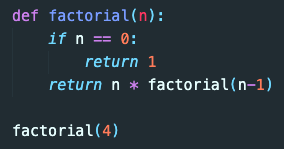 def factorial(n):
    if n == 0:
        return 1
    return n * factorial(n-1)

factorial(4)